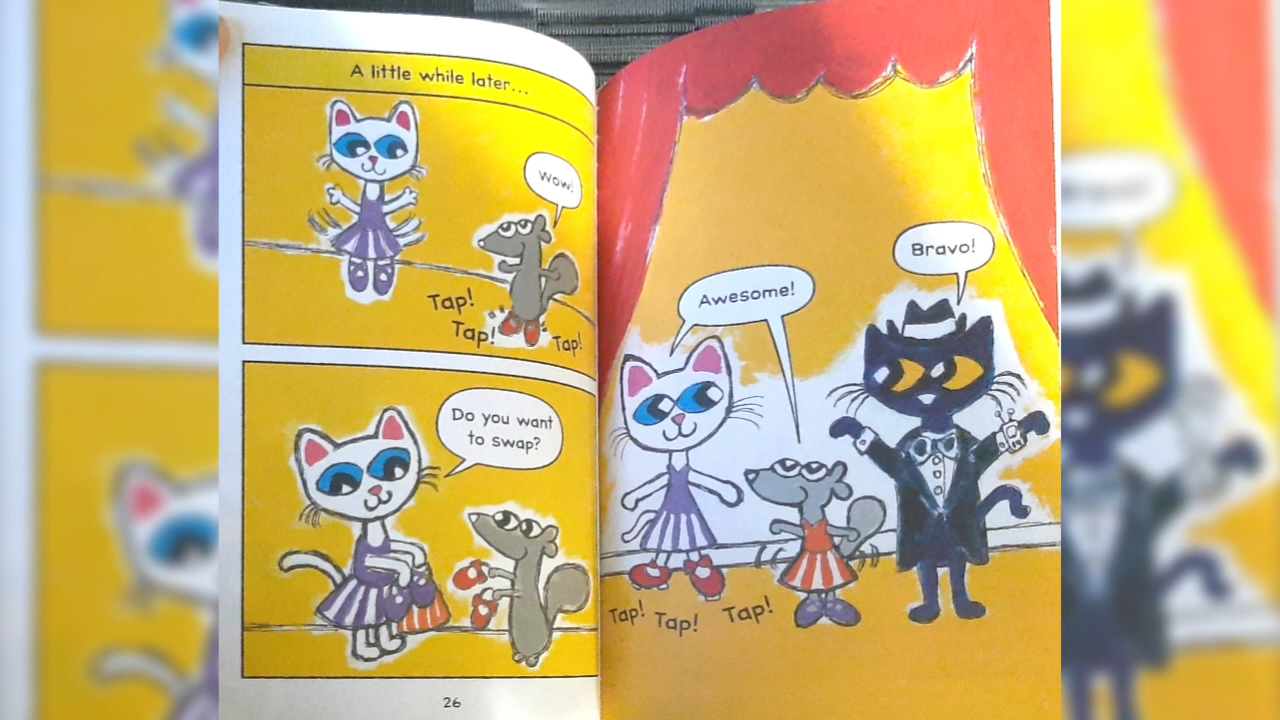 A little while later...
Wow!
Tap!
Tap!
Tap!
Do you want
to swap?
26
Awesome!
Bravo!
Tap!
Tap!
Tap!